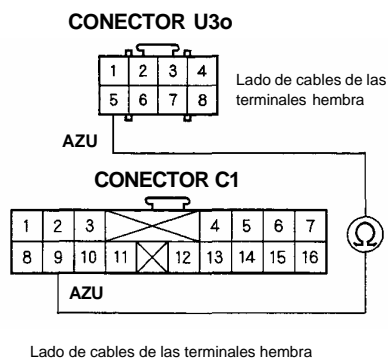 CONECTOR U3o
1 2 3 4
Lado de cables de las
terminales hembra
5 6 7 8
AZU
CONECTOR C1
1 2 3 4 5 6 7
Ω
8 9 10 11 12 13 14 15 16
AZU
Lado de cables de las terminales hembra